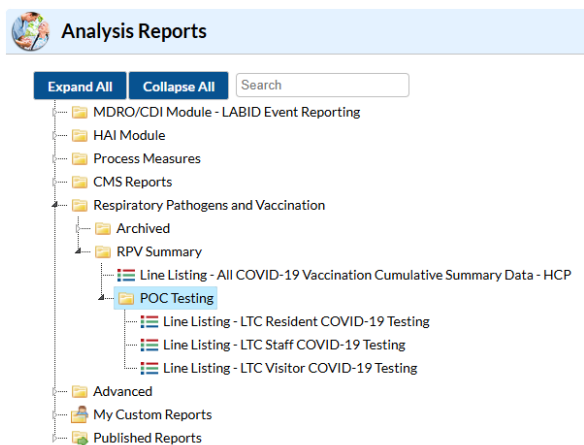 Analysis Reports
Expand All Collapse All Search
MDRO/CDI Module - LABID Event Reporting
HAI Module
Process Measures
CMS Reports
Respiratory Pathogens and Vaccination
Archived
RPV Summary
Line Listing - All COVID-19 Vaccination Cumulative Summary Data - HCP
POC Testing
Line Listing - LTC Resident COVID-19 Testing
Line Listing - LTC Staff COVID-19 Testing
Line Listing - LTC Visitor COVID-19 Testing
Advanced
My Custom Reports
Published Reports